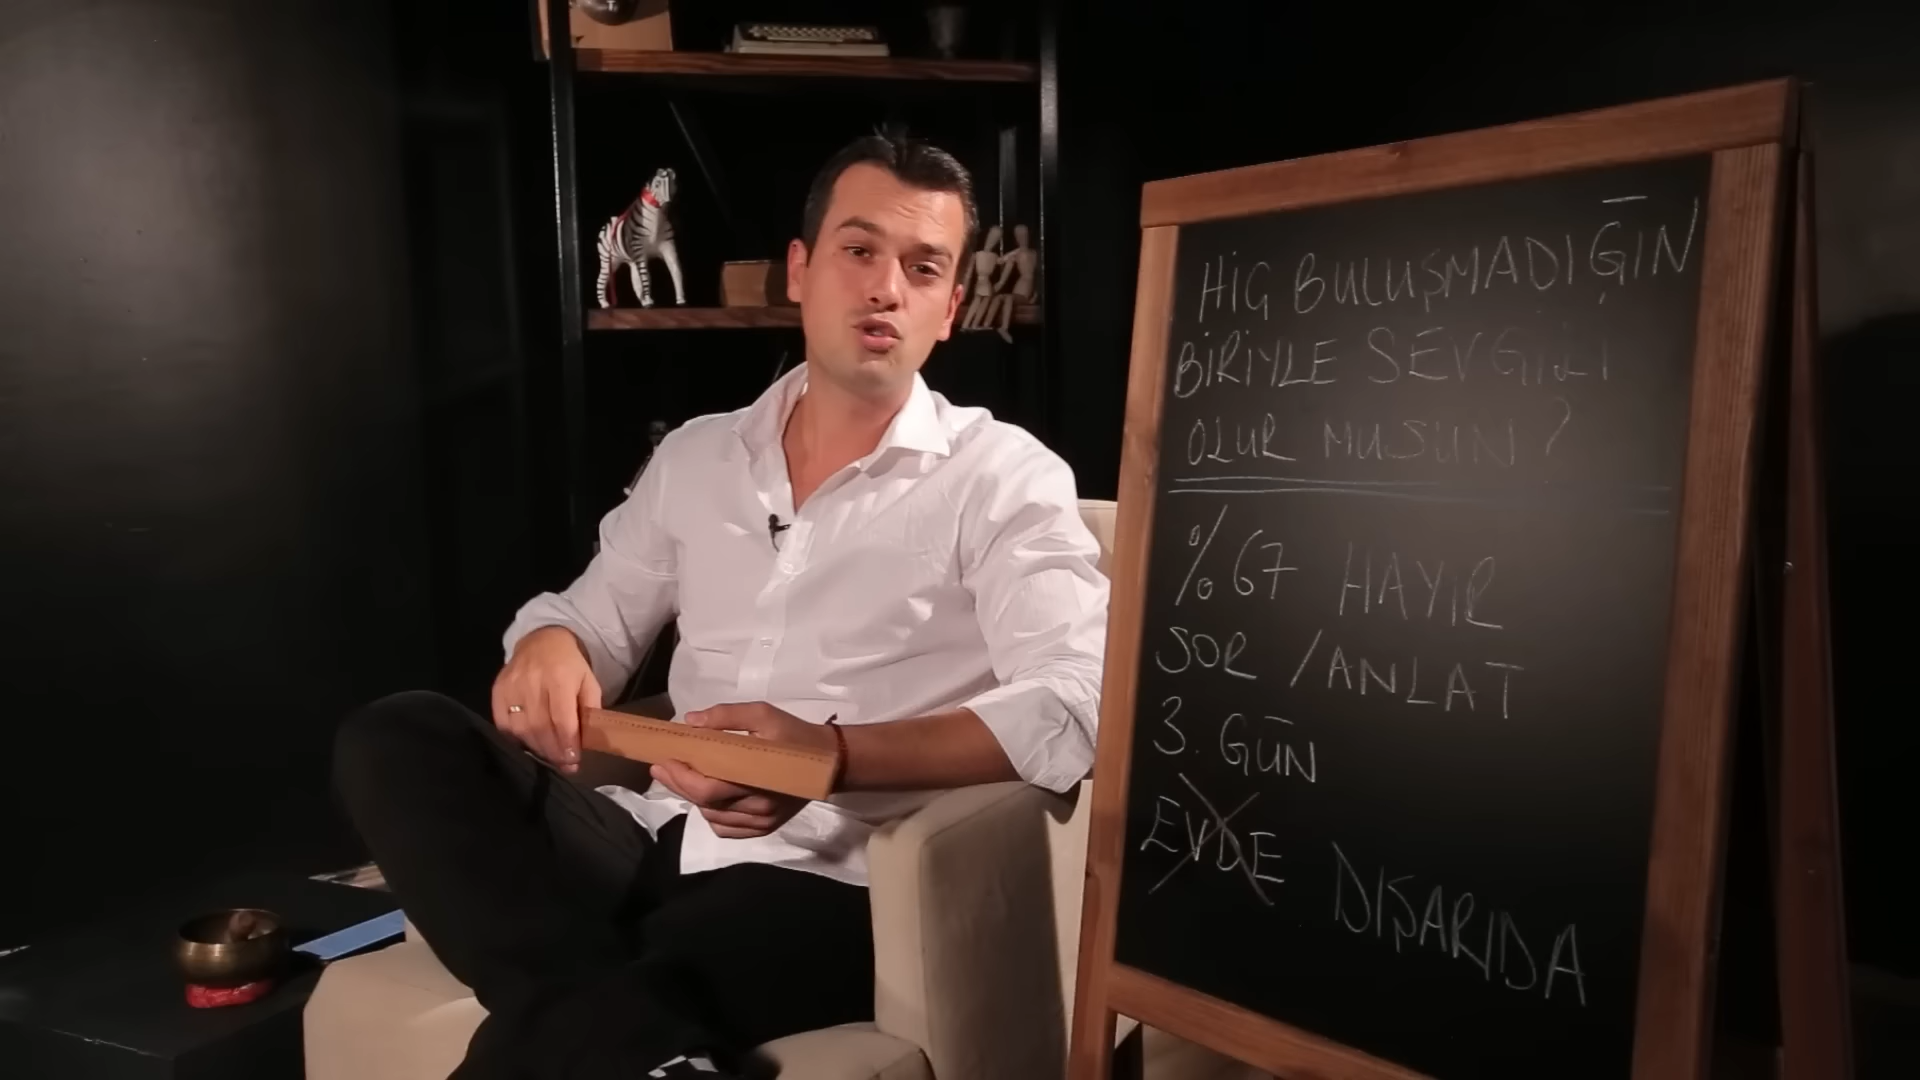 HİÇ BULUŞMADIĞIN
BİRİYLE SEVGİLİ
OLUR MUSUN?
%67 HAYIR
SOR / ANLAT
3. GÜN
EVDE DIŞARIDA